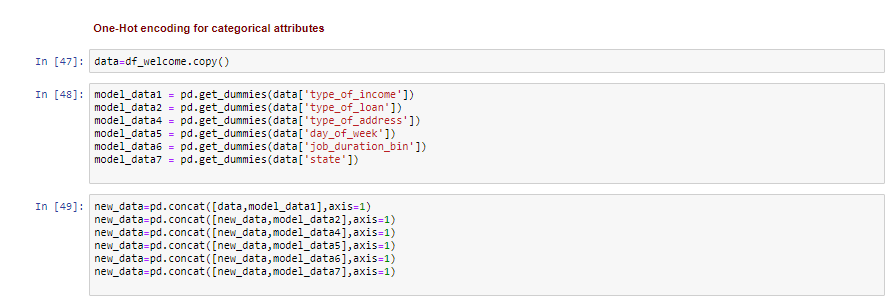 One-Hot encoding for categorical attributes
In [47]: data=df_welcome.copy()
In [48]: model_data1 = pd.get_dummies(data['type_of_income'])
model_data2 = pd.get_dummies(data['type_of_loan'])
model_data4 = pd.get_dummies(data['type_of_address'])
model_data5 = pd.get_dummies(data['day_of_week'])
model_data6 = pd.get_dummies(data['job_duration_bin'])
model_data7 = pd.get_dummies(data['state'])
In [49]: new_data=pd.concat([data,model_data1],axis=1)
new_data=pd.concat([new_data,model_data2],axis=1)
new_data=pd.concat([new_data,model_data4],axis=1)
new_data=pd.concat([new_data,model_data5],axis=1)
new_data=pd.concat([new_data,model_data6],axis=1)
new_data=pd.concat([new_data,model_data7],axis=1)